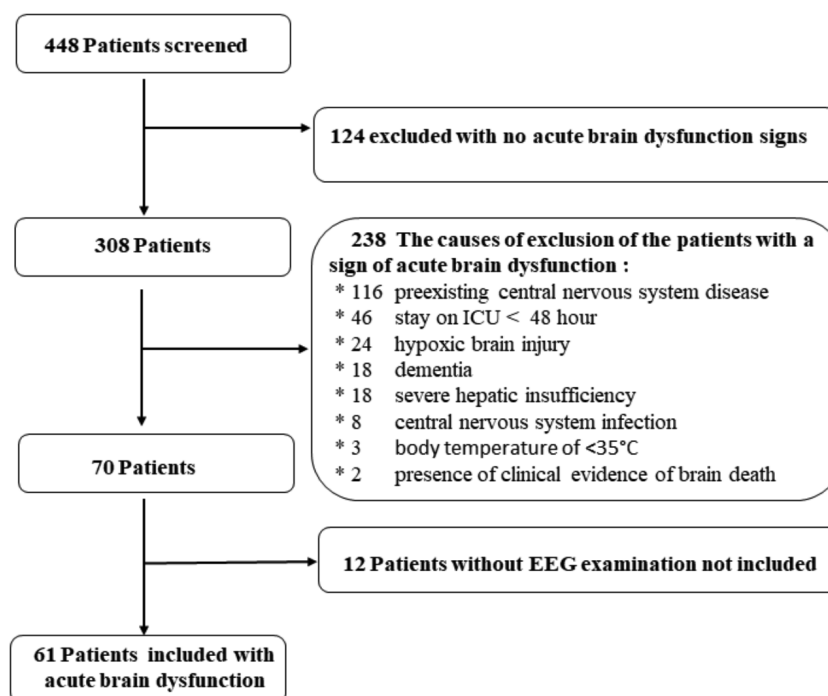 448 Patients screened
124 excluded with no acute brain dysfunction signs
308 Patients
238 The causes of exclusion of the patients with a
sign of acute brain dysfunction :
* 116 preexisting central nervous system disease
* 46 stay on ICU < 48 hour
* 24 hypoxic brain injury
* 18 dementia
* 18 severe hepatic insufficiency
* 8 central nervous system infection
* 3 body temperature of <35°C
* 2 presence of clinical evidence of brain death
70 Patients
12 Patients without EEG examination not included
61 Patients included with
acute brain dysfunction